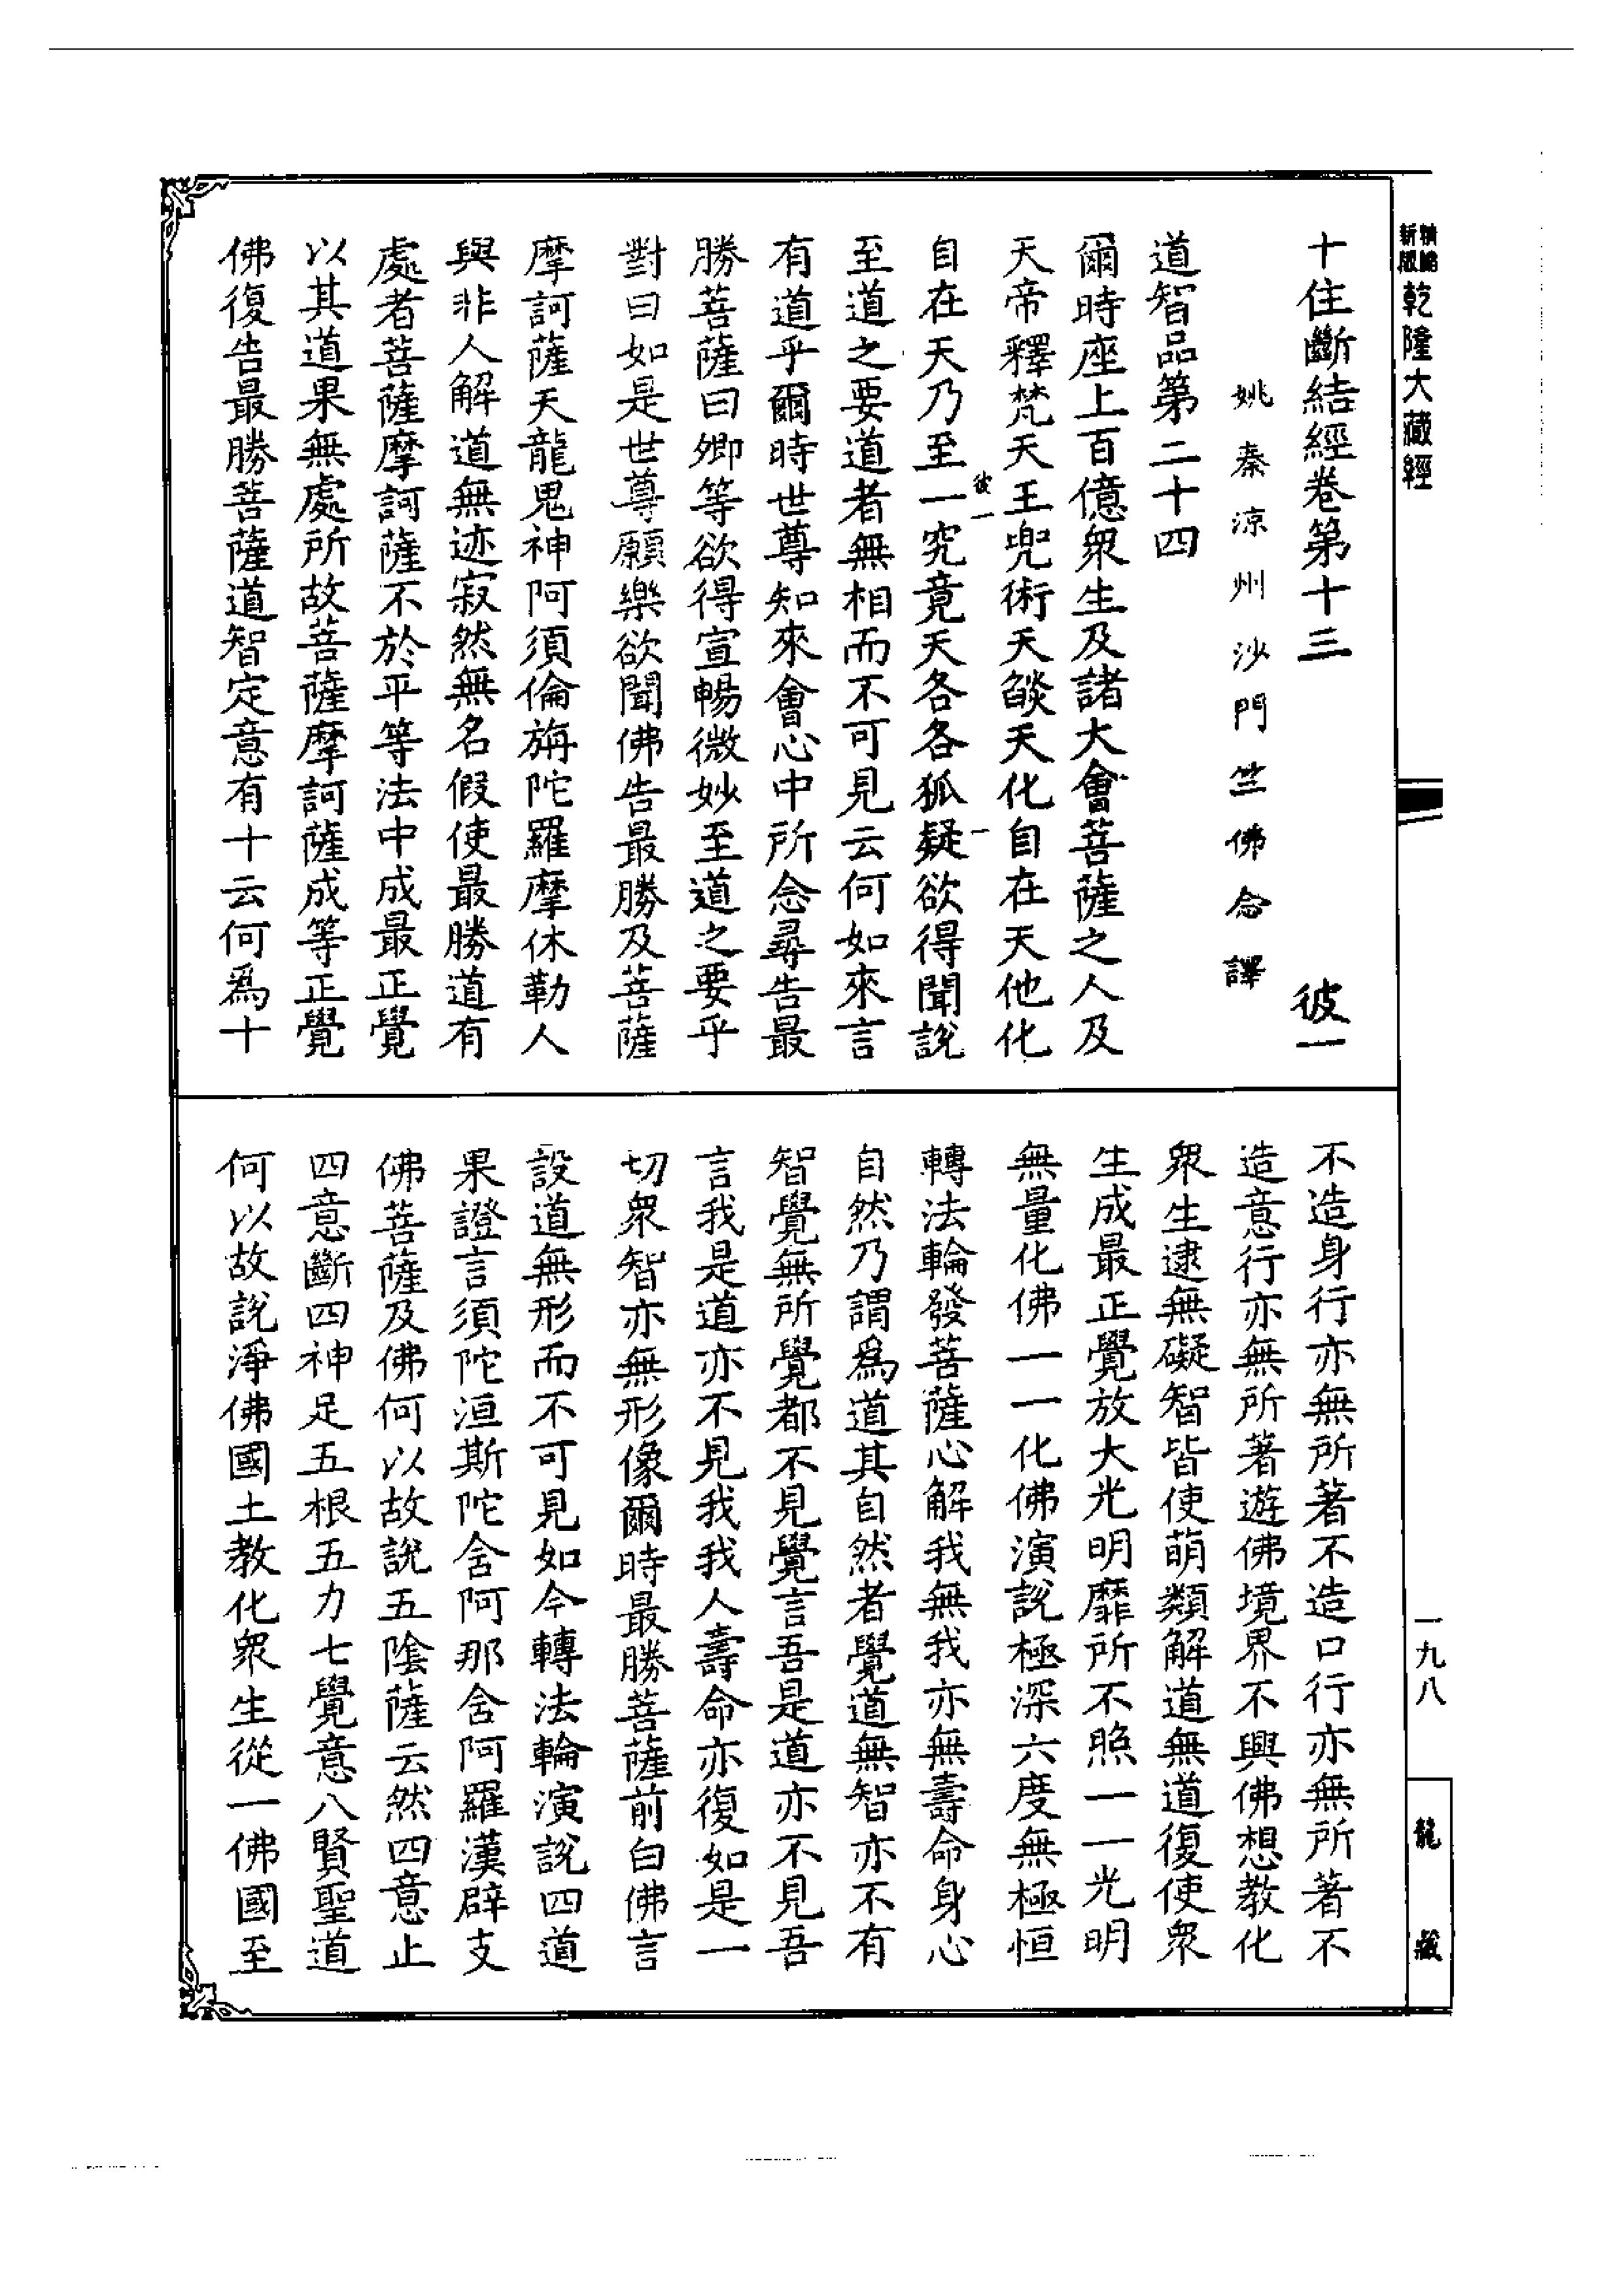 新版精縮乾隆大藏經
十住斷結經卷第十三　彼一
姚秦涼州沙門竺佛念譯
道智品第二十四
爾時座上百億衆生及諸大會菩薩之人及
天帝釋梵天王兜術天燄天化自在天他化
自在天乃至一究竟天各各狐疑欲得聞說
彼一
一
至道之要道者無相而不可見云何如來言
有道乎爾時世尊知來會心中所念尋告最
勝菩薩曰卿等欲得宣暢微妙至道之要乎
對曰如是世尊願樂欲聞佛告最勝及菩薩
摩訶薩天龍鬼神阿須倫旃陀羅摩休勒人
與非人解道無迹寂然無名假使最勝道有
處者菩薩摩訶薩不於平等法中成最正覺
以其道果無處所故菩薩摩訶薩成等正覺
佛復告最勝菩薩道智定意有十云何爲十
不造身行亦無所著不造口行亦無所著不
造意行亦無所著遊佛境界不興佛想教化
衆生逮無礙智皆使萌類解道無道復使衆
生成最正覺放大光明靡所不照一一光明
無量化佛一一化佛演說極深六度無極恒
轉法輪發菩薩心解我無我亦無壽命身心
自然乃謂爲道其自然者覺道無智亦不有
智覺無所覺都不見覺言吾是道亦不見吾
言我是道亦不見我我人壽命亦復如是一
切衆智亦無形像爾時最勝菩薩前白佛言
設道無形而不可見如今轉法輪演說四道
果證言須陀洹斯陀含阿那含阿羅漢辟支
佛菩薩及佛何以故說五陰薩云然四意止
四意斷四神足五根五力七覺意八賢聖道
何以故說淨佛國土教化衆生從一佛國至
一九八
龍藏